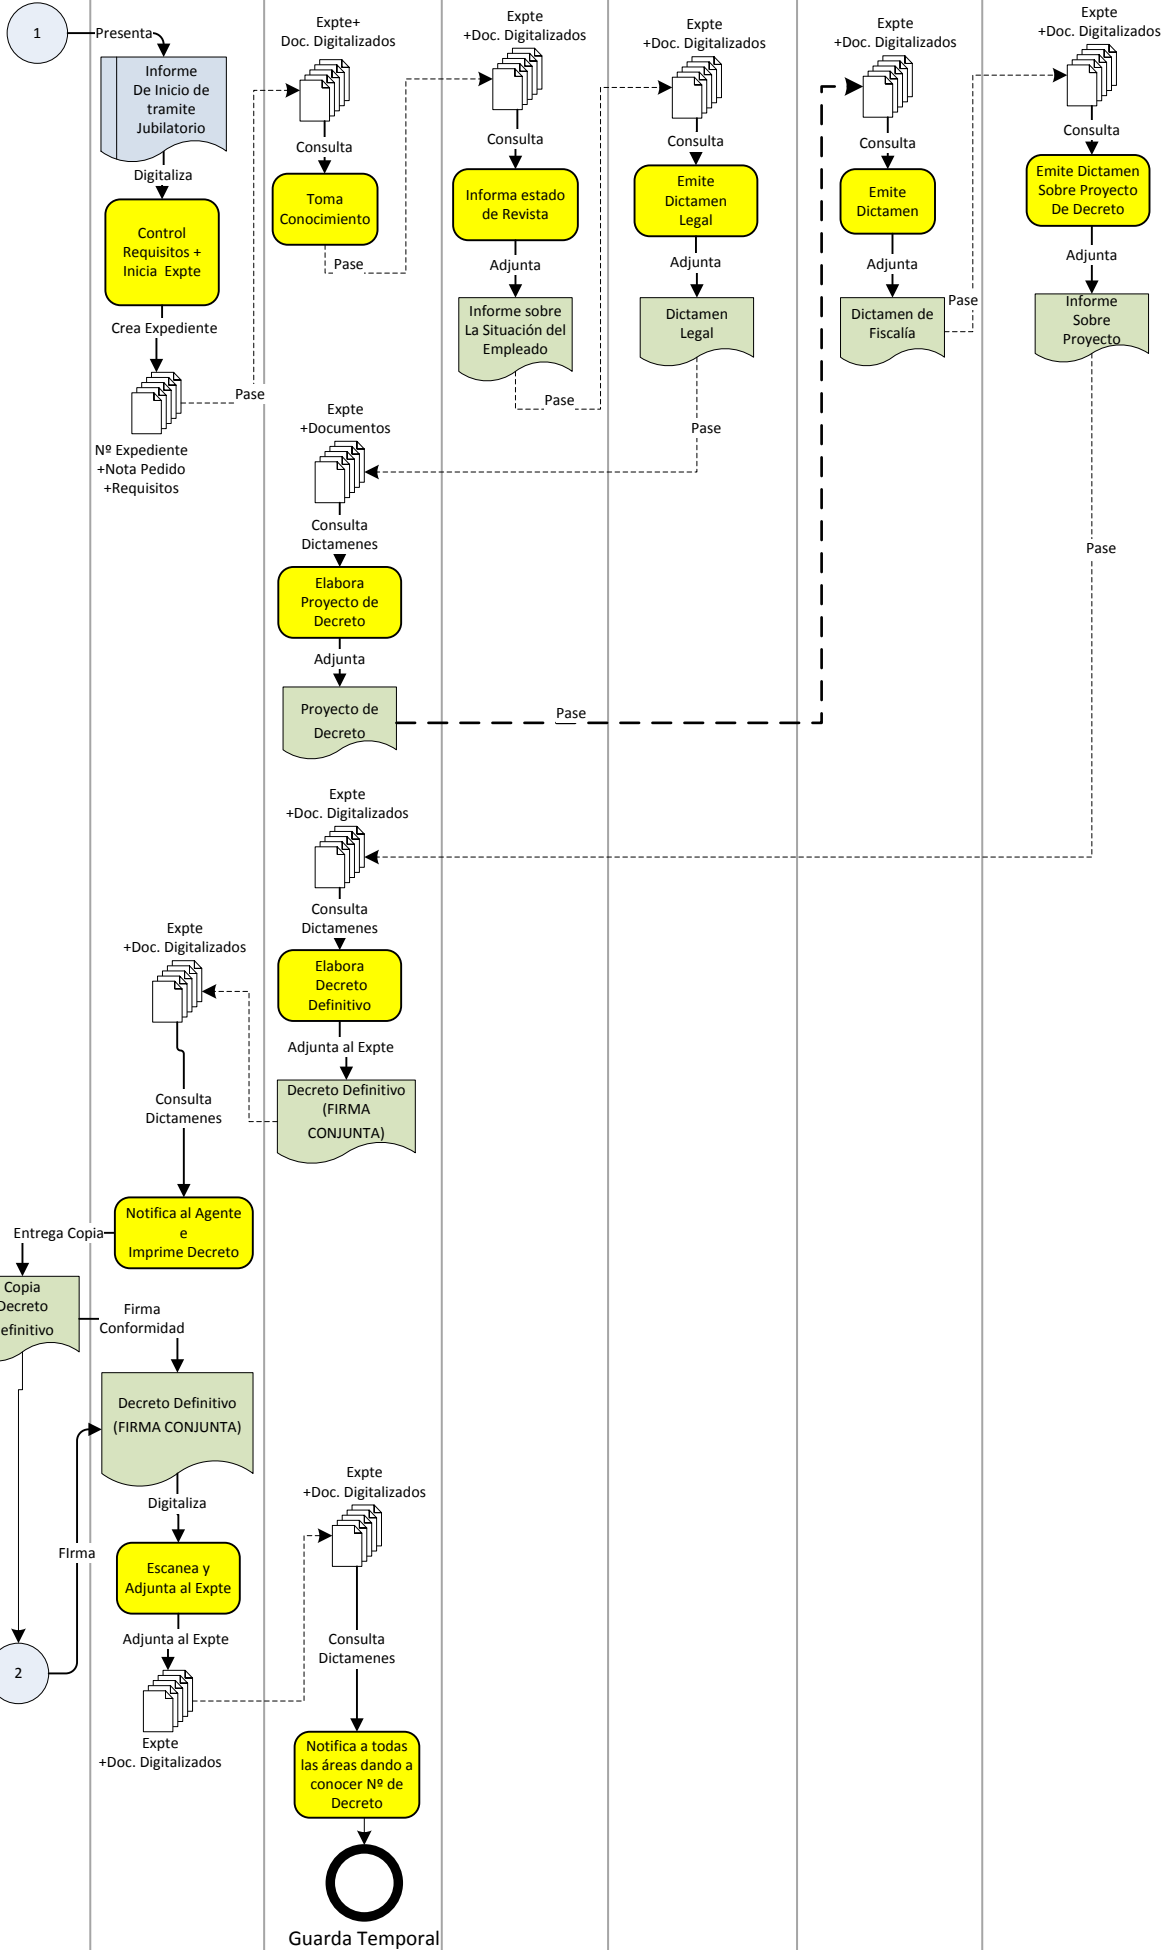 1
Presenta
Informe
De Inicio de
tramite
Jubilatorio
Digitaliza
Control
Requisitos +
Inicia Expte
Crea Expediente
Nº Expediente
+Nota Pedido
+Requisitos
Pase
Expte+
Doc. Digitalizados
Consulta
Toma
Conocimiento
Pase
Expte
+Doc. Digitalizados
Consulta
Informa estado
de Revista
Adjunta
Informe sobre
La Situación del
Empleado
Pase
Expte
+Doc. Digitalizados
Consulta
Emite
Dictamen
Legal
Adjunta
Dictamen
Legal
Pase
Expte
+Documentos
Consulta
Dictamenes
Elabora
Proyecto de
Decreto
Adjunta
Proyecto de
Decreto
Pase
Expte
+Doc. Digitalizados
Consulta
Emite
Dictamen
Adjunta
Dictamen de
Fiscalía
Pase
Expte
+Doc. Digitalizados
Consulta
Emite Dictamen
Sobre Proyecto
De Decreto
Adjunta
Informe
Sobre
Proyecto
Pase
Expte
+Doc. Digitalizados
Consulta
Dictamenes
Elabora
Decreto
Definitivo
Adjunta al Expte
Decreto Definitivo
(FIRMA
CONJUNTA)
Expte
+Doc. Digitalizados
Consulta
Dictamenes
Notifica al Agente
e
Imprime Decreto
Entrega Copia
Copia
Decreto
efinitivo
Firma
Conformidad
Decreto Definitivo
(FIRMA CONJUNTA)
FIrma
2
Digitaliza
Escanea y
Adjunta al Expte
Adjunta al Expte
Expte
+Doc. Digitalizados
Expte
+Doc. Digitalizados
Consulta
Dictamenes
Notifica a todas
las áreas dando a
conocer Nº de
Decreto
Guarda Temporal